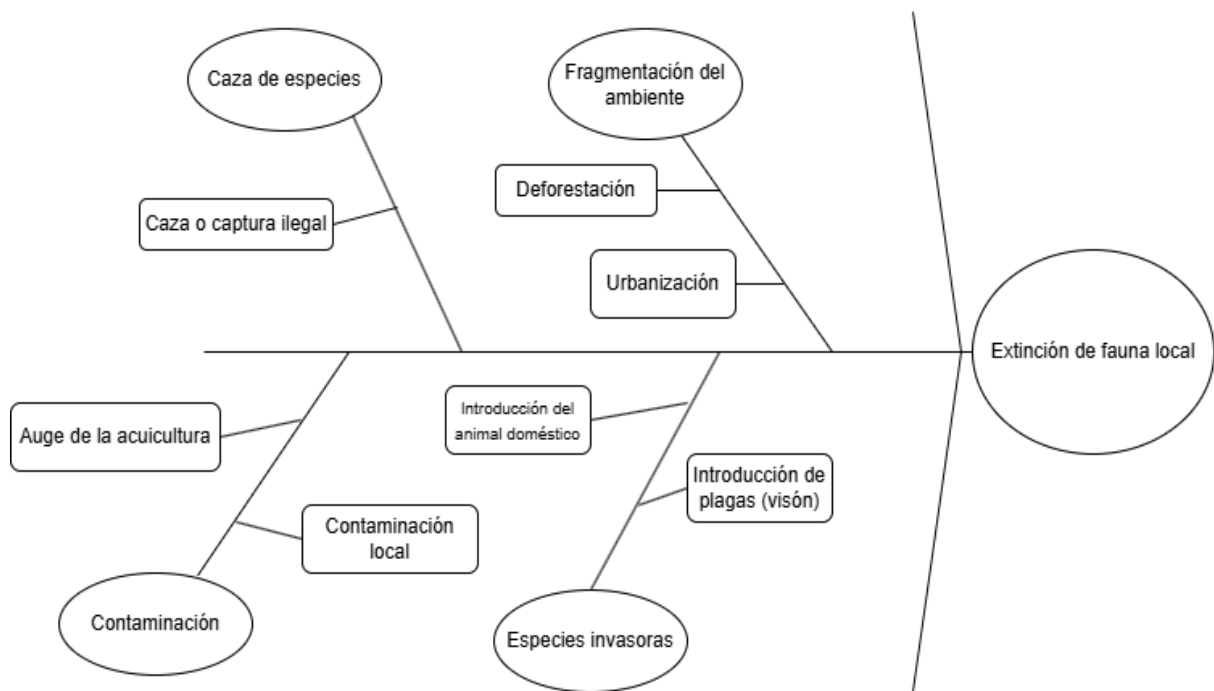 Caza de especies
Fragmentación del
ambiente
Deforestación
Caza o captura ilegal
Urbanización
Extinción de fauna local
Auge de la acuicultura
Introducción del
animal doméstico
Introducción de
plagas (visón)
Contaminación
local
Contaminación
Especies invasoras